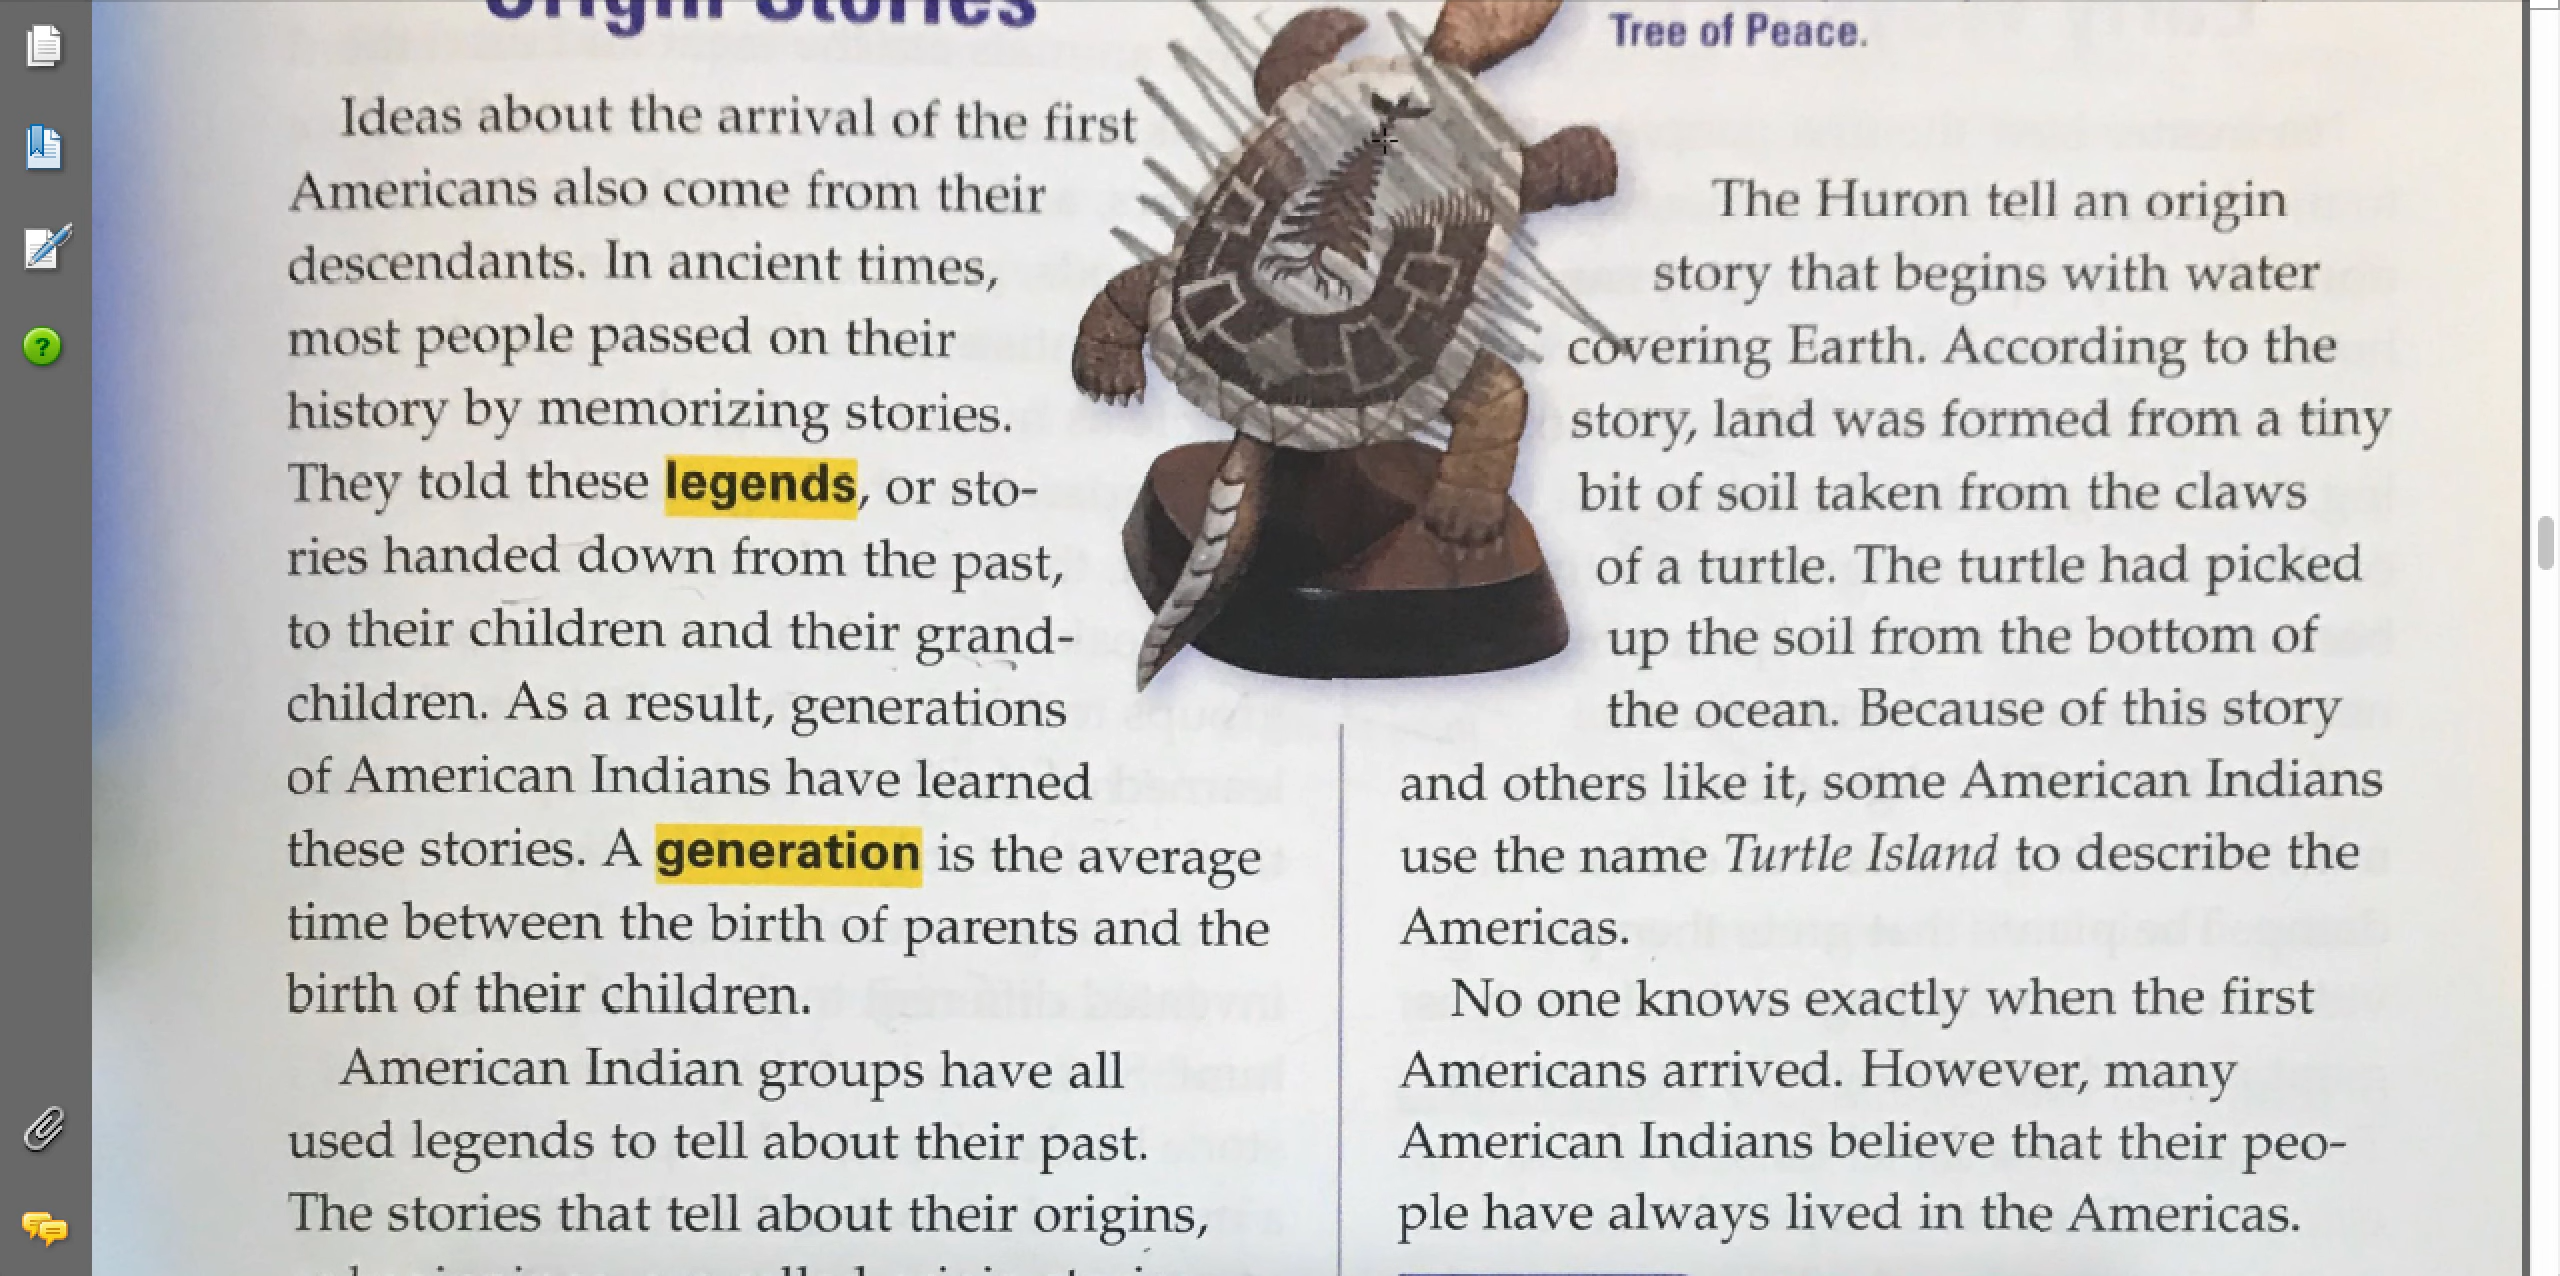 Origin Stories
Ideas about the arrival of the first
Americans also come from their
descendants. In ancient times,
most people passed on their
history by memorizing stories.
They told these legends, or sto-
ries handed down from the past,
to their children and their grand-
children. As a result, generations
of American Indians have learned
these stories. A generation is the average
time between the birth of parents and the
birth of their children.
American Indian groups have all
used legends to tell about their past.
The stories that tell about their origins,
Tree of Peace.
The Huron tell an origin
story that begins with water
covering Earth. According to the
story, land was formed from a tiny
bit of soil taken from the claws
of a turtle. The turtle had picked
up the soil from the bottom of
the ocean. Because of this story
and others like it, some American Indians
use the name Turtle Island to describe the
Americas.
No one knows exactly when the first
Americans arrived. However, many
American Indians believe that their peo-
ple have always lived in the Americas.